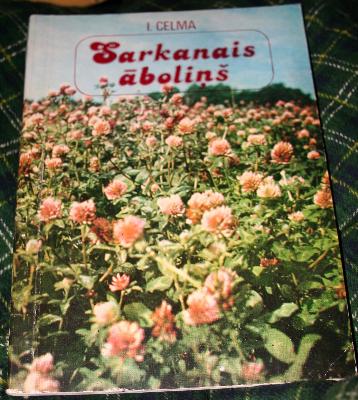 I. CELMA
Sarkanais
āboliņš